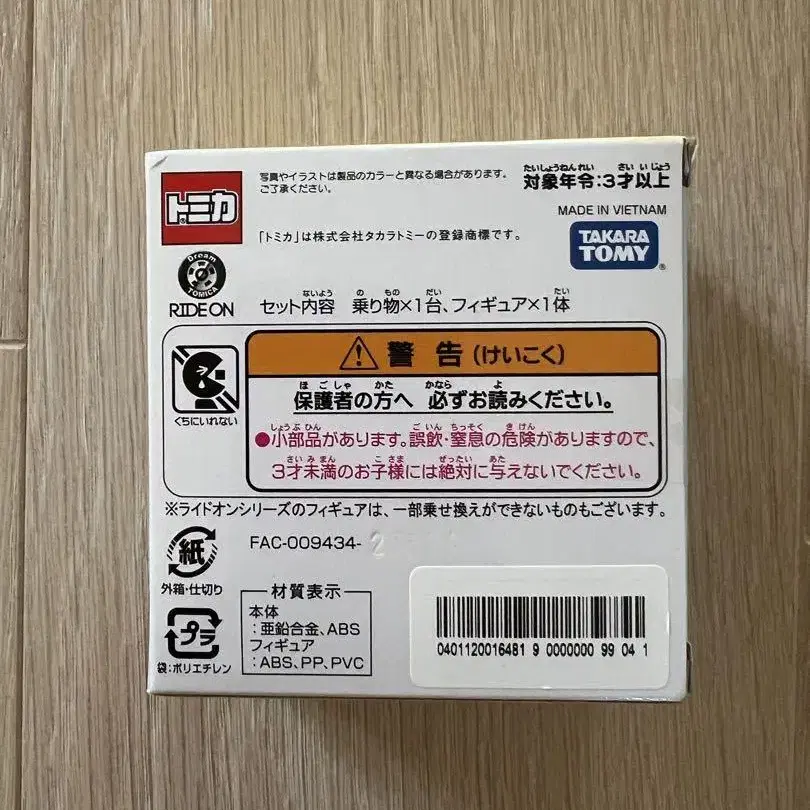 写真やイラストは製品のカラーと異なる場合があります。
ご了承ください。
たいしょうねんれい さい いじょう
対象年令:3才以上
MADE IN VIETNAM
トミカ
「トミカ」は株式会社タカラトミーの登録商標です。
TAKARA
TOMY
Dream
TOMICA
RIDE ON
ないよう の もの だい たい
セット内容 乗り物×1台、フィギュア×1体
警告(けいこく)
ほごしゃ かた かなら よ
保護者の方へ 必ずお読みください。
くちにいれない
しょうぶひん ごいん ちっそく きけん
●小部品があります。誤飲・窒息の危険がありますので、
さいみまん こさま ぜったい あた
3才未満のお子様には絶対に与えないでください。
※ライドオンシリーズのフィギュアは、一部乗せ換えができないものもございます。
紙
外箱・仕切り
FAC-009434-2
プラ
袋:ポリエチレン
材質表示
本体
:亜鉛合金、ABS
フィギュア
:ABS、PP、PVC
0401120016481 9 0000000 99 04 1